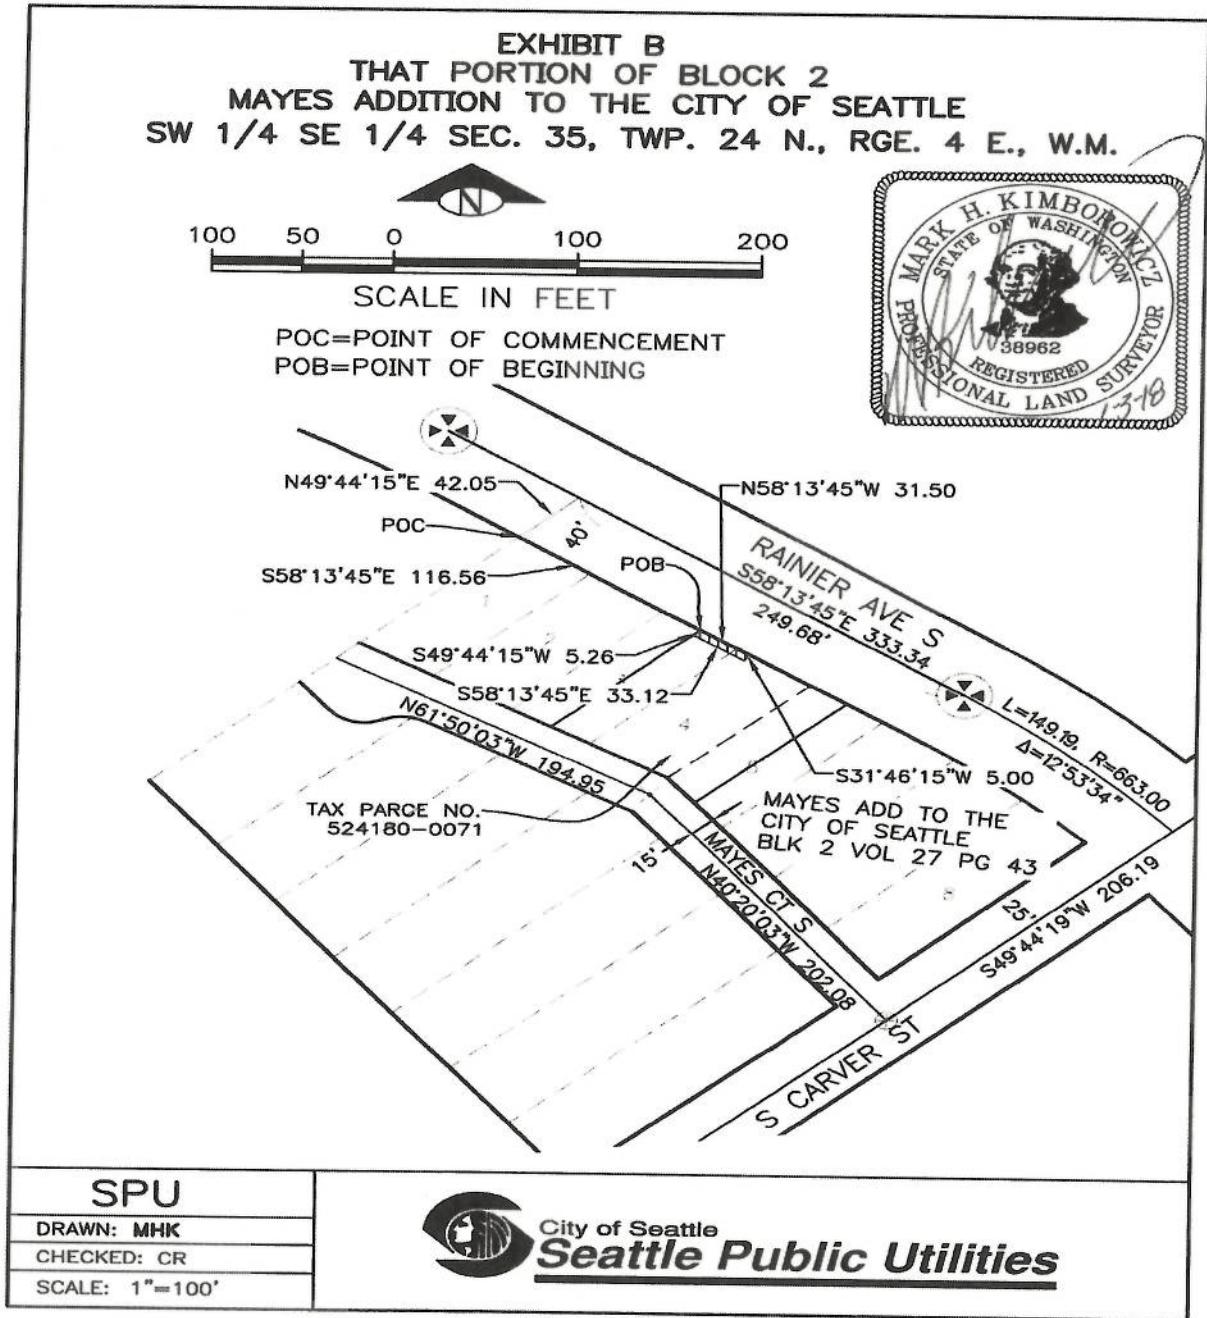 EXHIBIT B
THAT PORTION OF BLOCK 2
MAYES ADDITION TO THE CITY OF SEATTLE
SW 1/4 SE 1/4 SEC. 35, TWP. 24 N., RGE. 4 E., W.M.
N
100 50 0 100 200
SCALE IN FEET
POC=POINT OF COMMENCEMENT
POB=POINT OF BEGINNING
MARK H. KIMBOROWICZ
STATE OF WASHINGTON
38962
REGISTERED
PROFESSIONAL LAND SURVEYOR
1-3-18
N49°44'15"E 42.05
N58°13'45"W 31.50
POC
40'
POB
S58°13'45"E 116.56
RAINIER AVE S
S58°13'45"E 333.34
249.68'
1
2
S49°44'15"W 5.26
S58°13'45"E 33.12
4
N61°50'03"W 194.95
L=149.19, R=663.00
Δ=12°53'34"
S31°46'15"W 5.00
TAX PARCE NO.
524180-0071
MAYES ADD TO THE
CITY OF SEATTLE
BLK 2 VOL 27 PG 43
15'
MAYES CT S
N40°20'03"W 202.08
8
25'
S49°44'19"W 206.19
S CARVER ST
SPU
DRAWN: MHK
CHECKED: CR
SCALE: 1"=100'
City of Seattle
Seattle Public Utilities